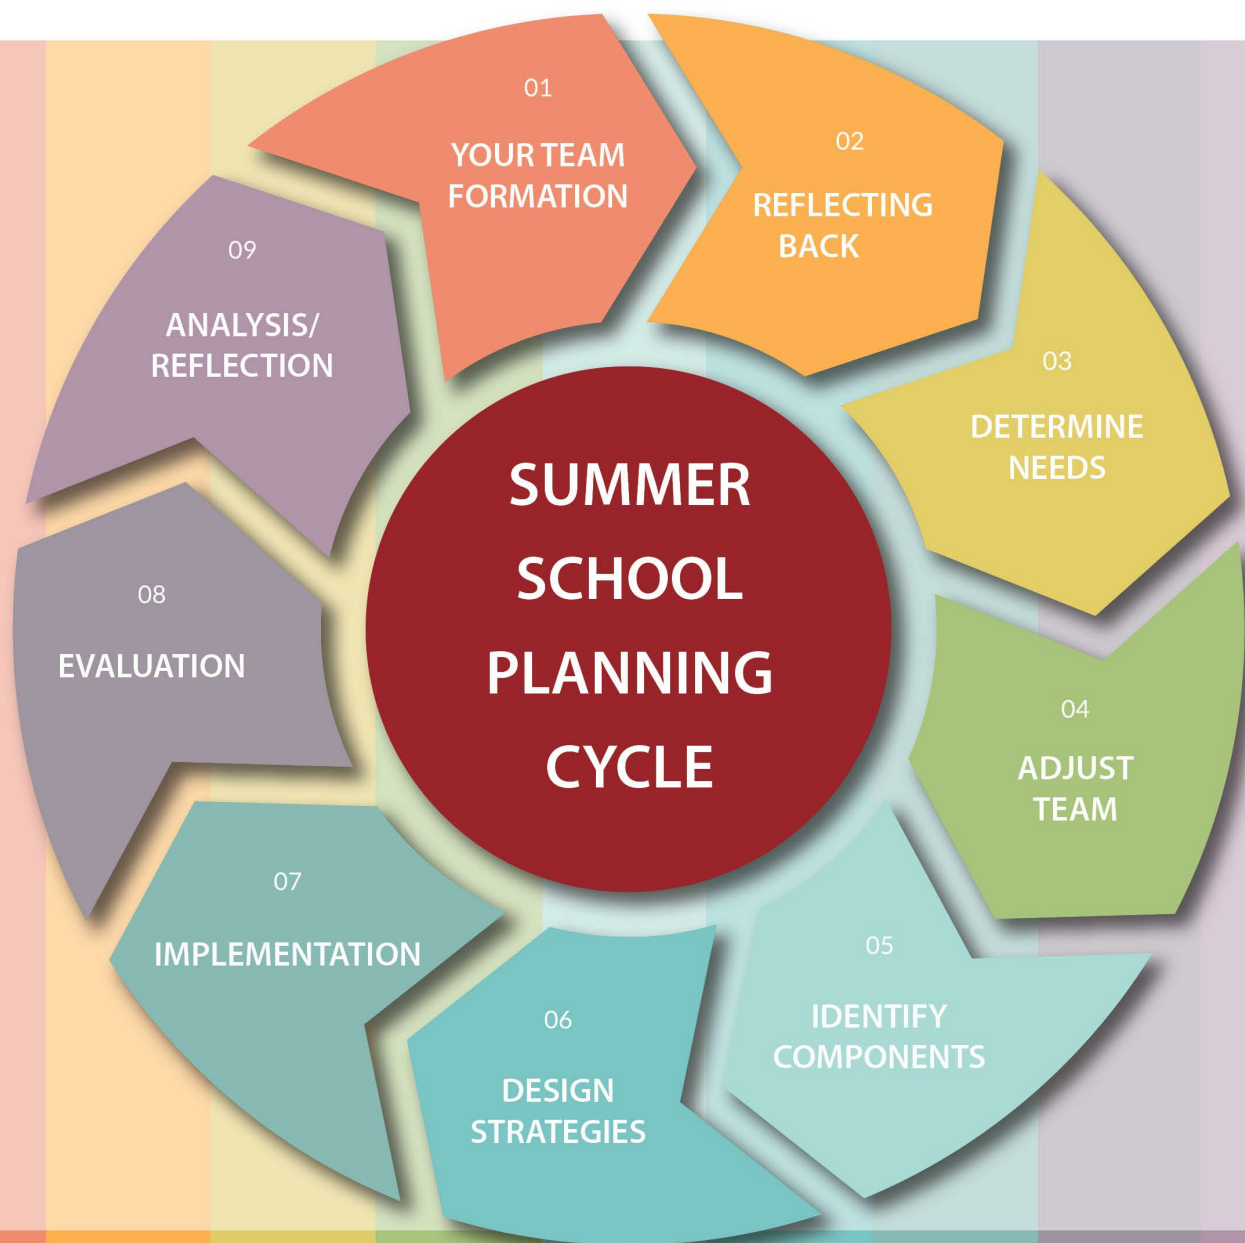 01
YOUR TEAM
FORMATION
02
REFLECTING
BACK
03
DETERMINE
NEEDS
04
ADJUST
TEAM
05
IDENTIFY
COMPONENTS
06
DESIGN
STRATEGIES
07
IMPLEMENTATION
08
EVALUATION
09
ANALYSIS/
REFLECTION
SUMMER
SCHOOL
PLANNING
CYCLE